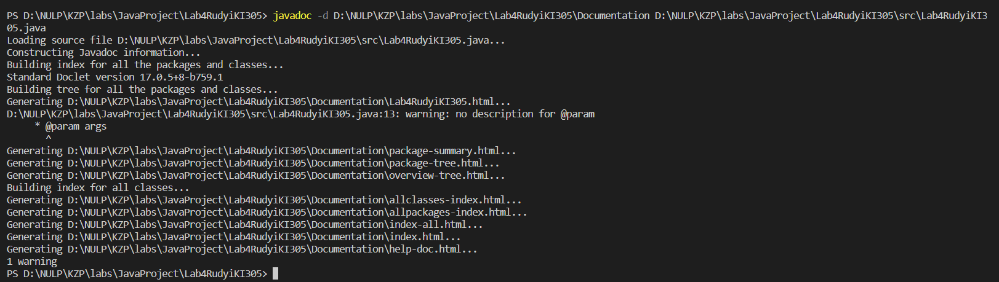 PS D:\NULP\KZP\labs\JavaProject\Lab4RudyiKI305> javadoc -d D:\NULP\KZP\labs\JavaProject\Lab4RudyiKI305\Documentation D:\NULP\KZP\labs\JavaProject\Lab4RudyiKI305\src\Lab4RudyiKI3
05.java
Loading source file D:\NULP\KZP\labs\JavaProject\Lab4RudyiKI305\src\Lab4RudyiKI305.java...
Constructing Javadoc information...
Building index for all the packages and classes...
Standard Doclet version 17.0.5+8-b759.1
Building tree for all the packages and classes...
Generating D:\NULP\KZP\labs\JavaProject\Lab4RudyiKI305\Documentation\Lab4RudyiKI305.html...
D:\NULP\KZP\labs\JavaProject\Lab4RudyiKI305\src\Lab4RudyiKI305.java:13: warning: no description for @param
     * @param args
       ^
Generating D:\NULP\KZP\labs\JavaProject\Lab4RudyiKI305\Documentation\package-summary.html...
Generating D:\NULP\KZP\labs\JavaProject\Lab4RudyiKI305\Documentation\package-tree.html...
Generating D:\NULP\KZP\labs\JavaProject\Lab4RudyiKI305\Documentation\overview-tree.html...
Building index for all classes...
Generating D:\NULP\KZP\labs\JavaProject\Lab4RudyiKI305\Documentation\allclasses-index.html...
Generating D:\NULP\KZP\labs\JavaProject\Lab4RudyiKI305\Documentation\allpackages-index.html...
Generating D:\NULP\KZP\labs\JavaProject\Lab4RudyiKI305\Documentation\index-all.html...
Generating D:\NULP\KZP\labs\JavaProject\Lab4RudyiKI305\Documentation\index.html...
Generating D:\NULP\KZP\labs\JavaProject\Lab4RudyiKI305\Documentation\help-doc.html...
1 warning
PS D:\NULP\KZP\labs\JavaProject\Lab4RudyiKI305>